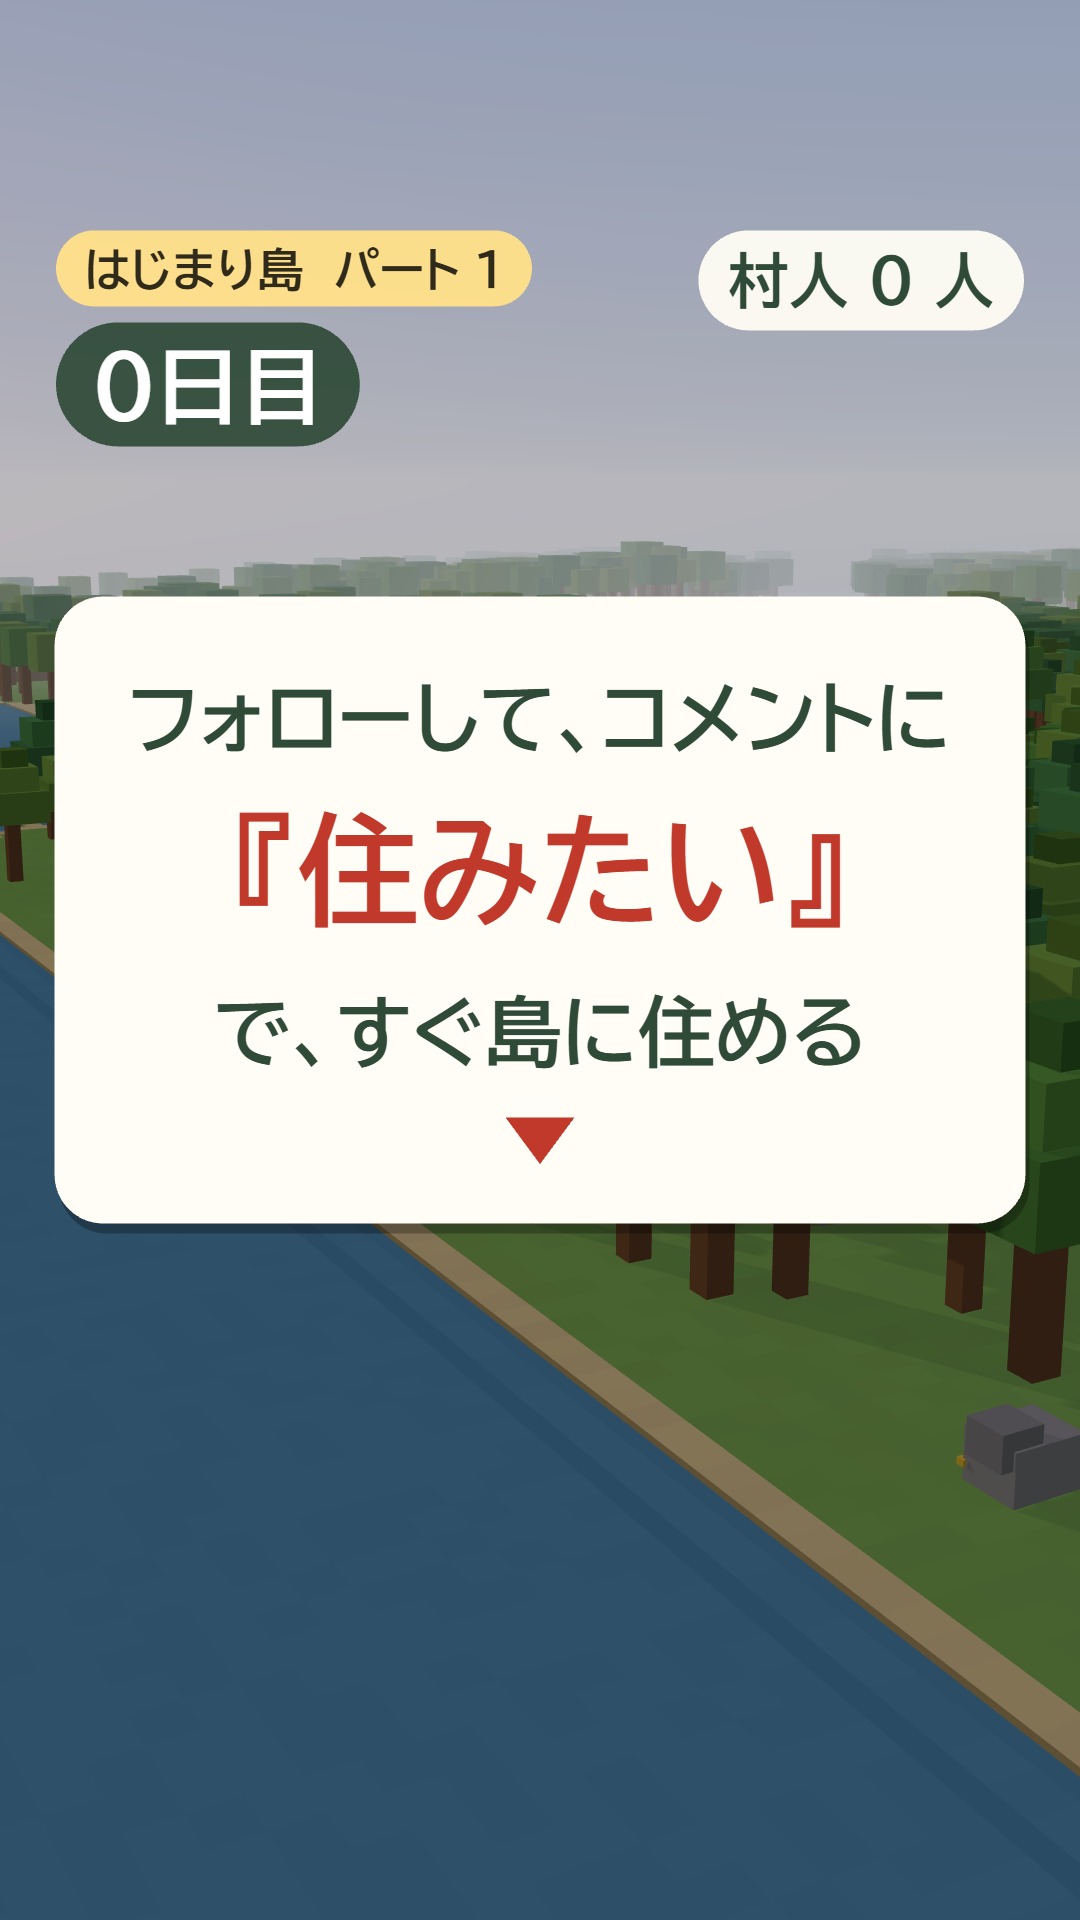 はじまり島 パート 1
村人 0 人
0日目
フォローして、コメントに
『住みたい』
で、すぐ島に住める